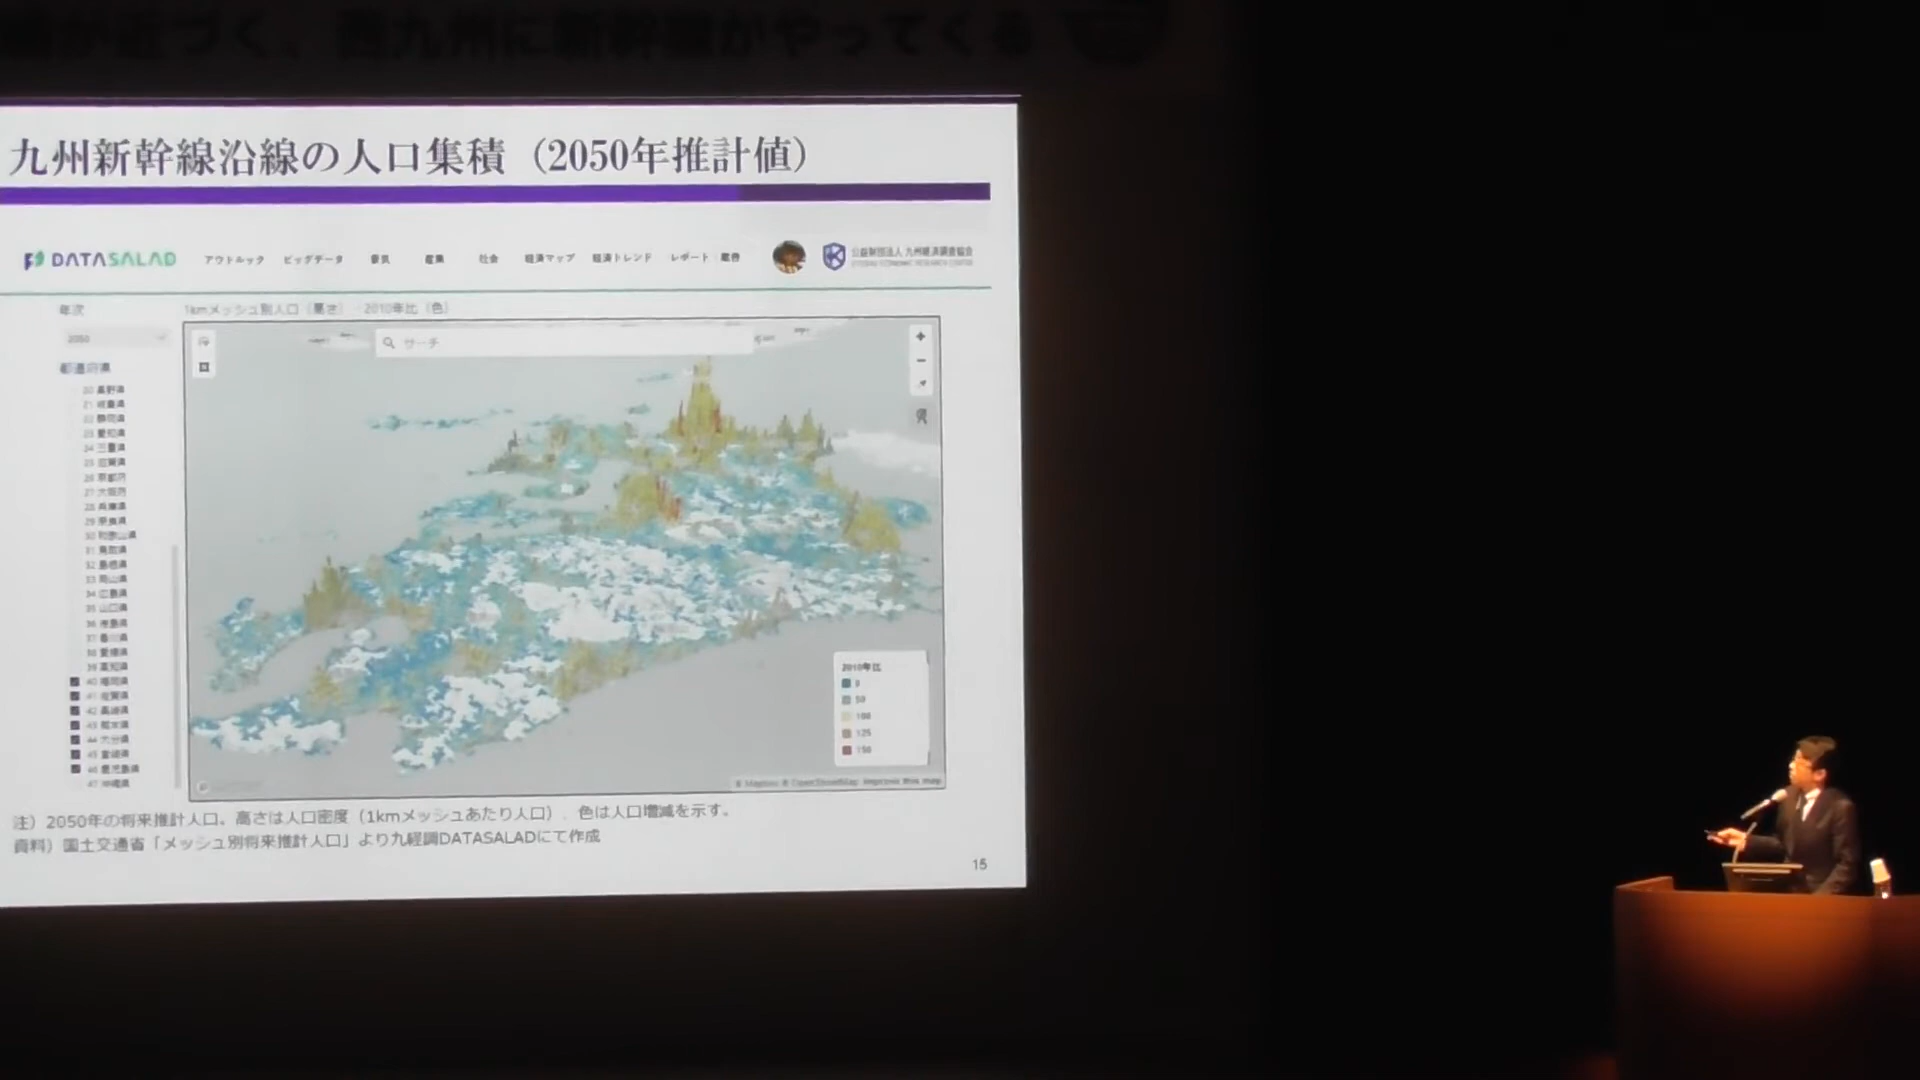 が近づく、西九州に新幹線がやってくる
九州新幹線沿線の人口集積（2050年推計値）
DATASALAD
アウトルック ビッグデータ 景気 産業 社会 経済マップ 経済トレンド レポート 図書
公益財団法人 九州経済調査協会
年次
1kmメッシュ別人口（高さ）・2010年比（色）
2050
サーチ
都道府県
20 長野県
21 岐阜県
22 静岡県
23 愛知県
24 三重県
25 滋賀県
26 京都府
27 大阪府
28 兵庫県
29 奈良県
30 和歌山県
31 鳥取県
32 島根県
33 岡山県
34 広島県
35 山口県
36 徳島県
37 香川県
38 愛媛県
39 高知県
40 福岡県
41 佐賀県
42 長崎県
43 熊本県
44 大分県
45 宮崎県
46 鹿児島県
47 沖縄県
2010年比
0
50
100
125
150
© Mapbox © OpenStreetMap Improve this map
注）2050年の将来推計人口。高さは人口密度（1kmメッシュあたり人口）、色は人口増減を示す。
資料）国土交通省「メッシュ別将来推計人口」より九経調DATASALADにて作成
15